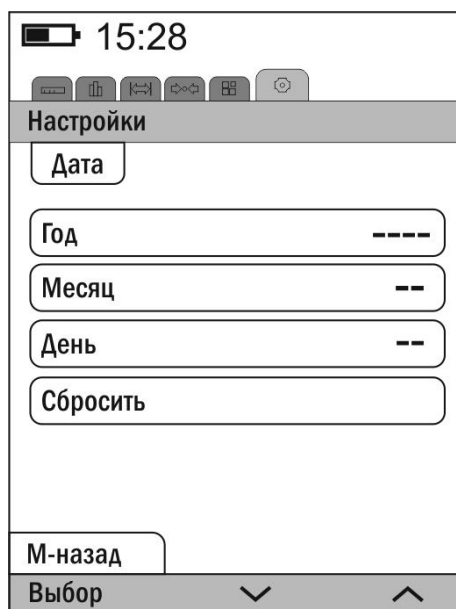 15:28
Настройки
Дата
Год ----
Месяц --
День --
Сбросить
М-назад
Выбор